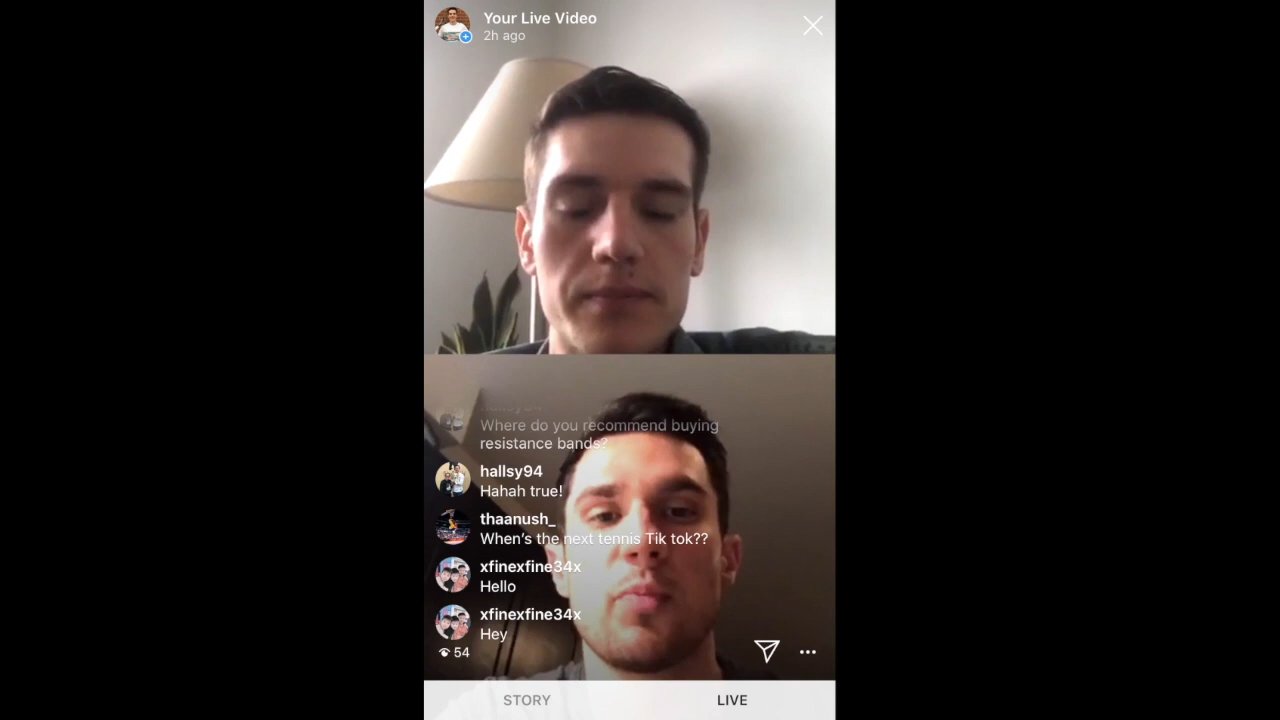 Your Live Video
2h ago
Where do you recommend buying
resistance bands?
hallsy94
Hahah true!
thaanush_
When's the next tennis Tik tok??
xfinexfine34x
Hello
xfinexfine34x
Hey
54
STORY
LIVE